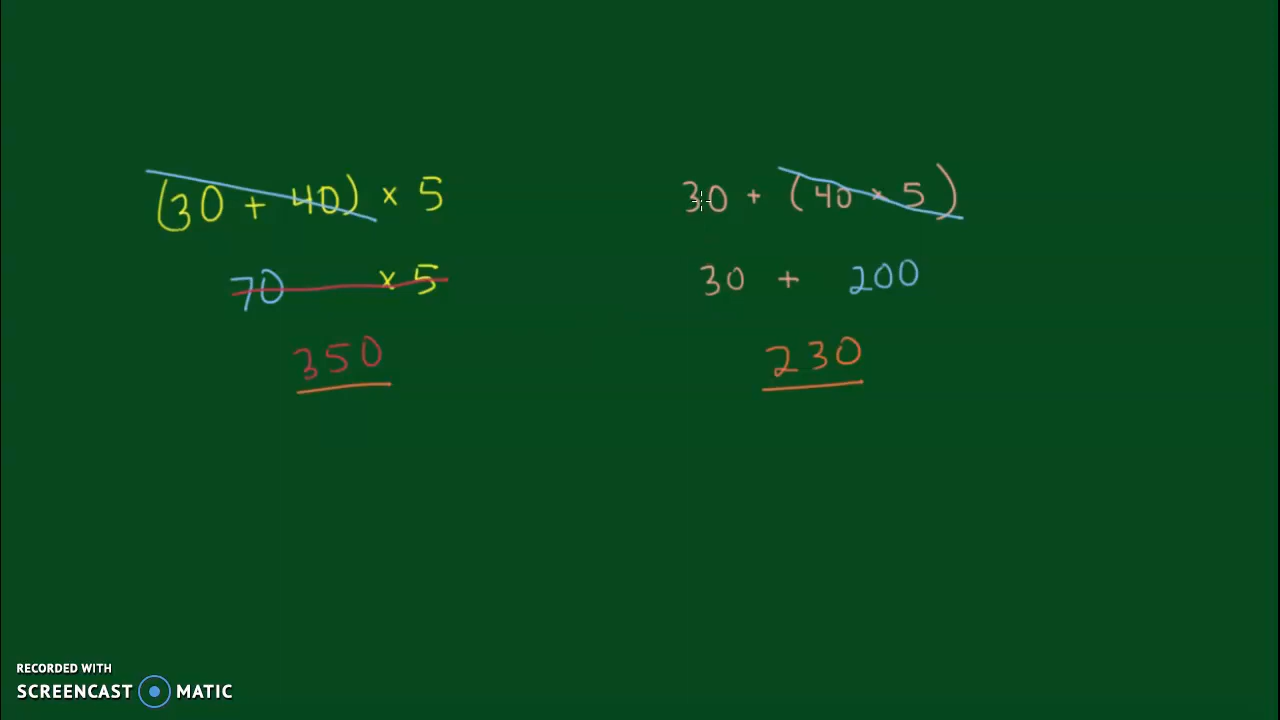 (30 + 40) × 5
70 × 5
350
30 + (40 × 5)
30 + 200
230
RECORDED WITH
SCREENCAST MATIC